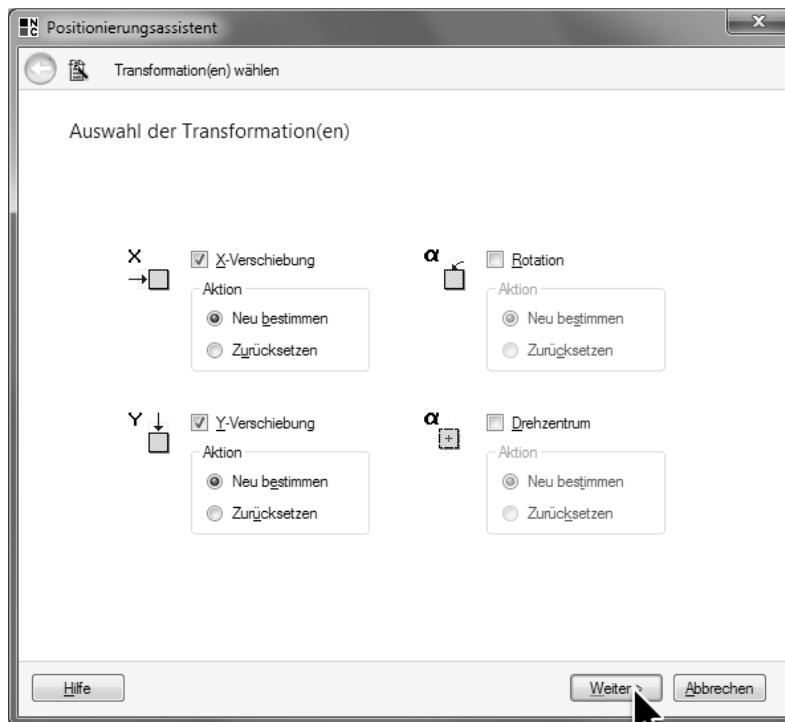 Positionierungsassistent
Transformation(en) wählen
Auswahl der Transformation(en)
X
X-Verschiebung
Aktion
Neu bestimmen
Zurücksetzen
α
Rotation
Aktion
Neu bestimmen
Zurücksetzen
Y
Y-Verschiebung
Aktion
Neu bestimmen
Zurücksetzen
α
Drehzentrum
Aktion
Neu bestimmen
Zurücksetzen
Hilfe
Weiter >
Abbrechen